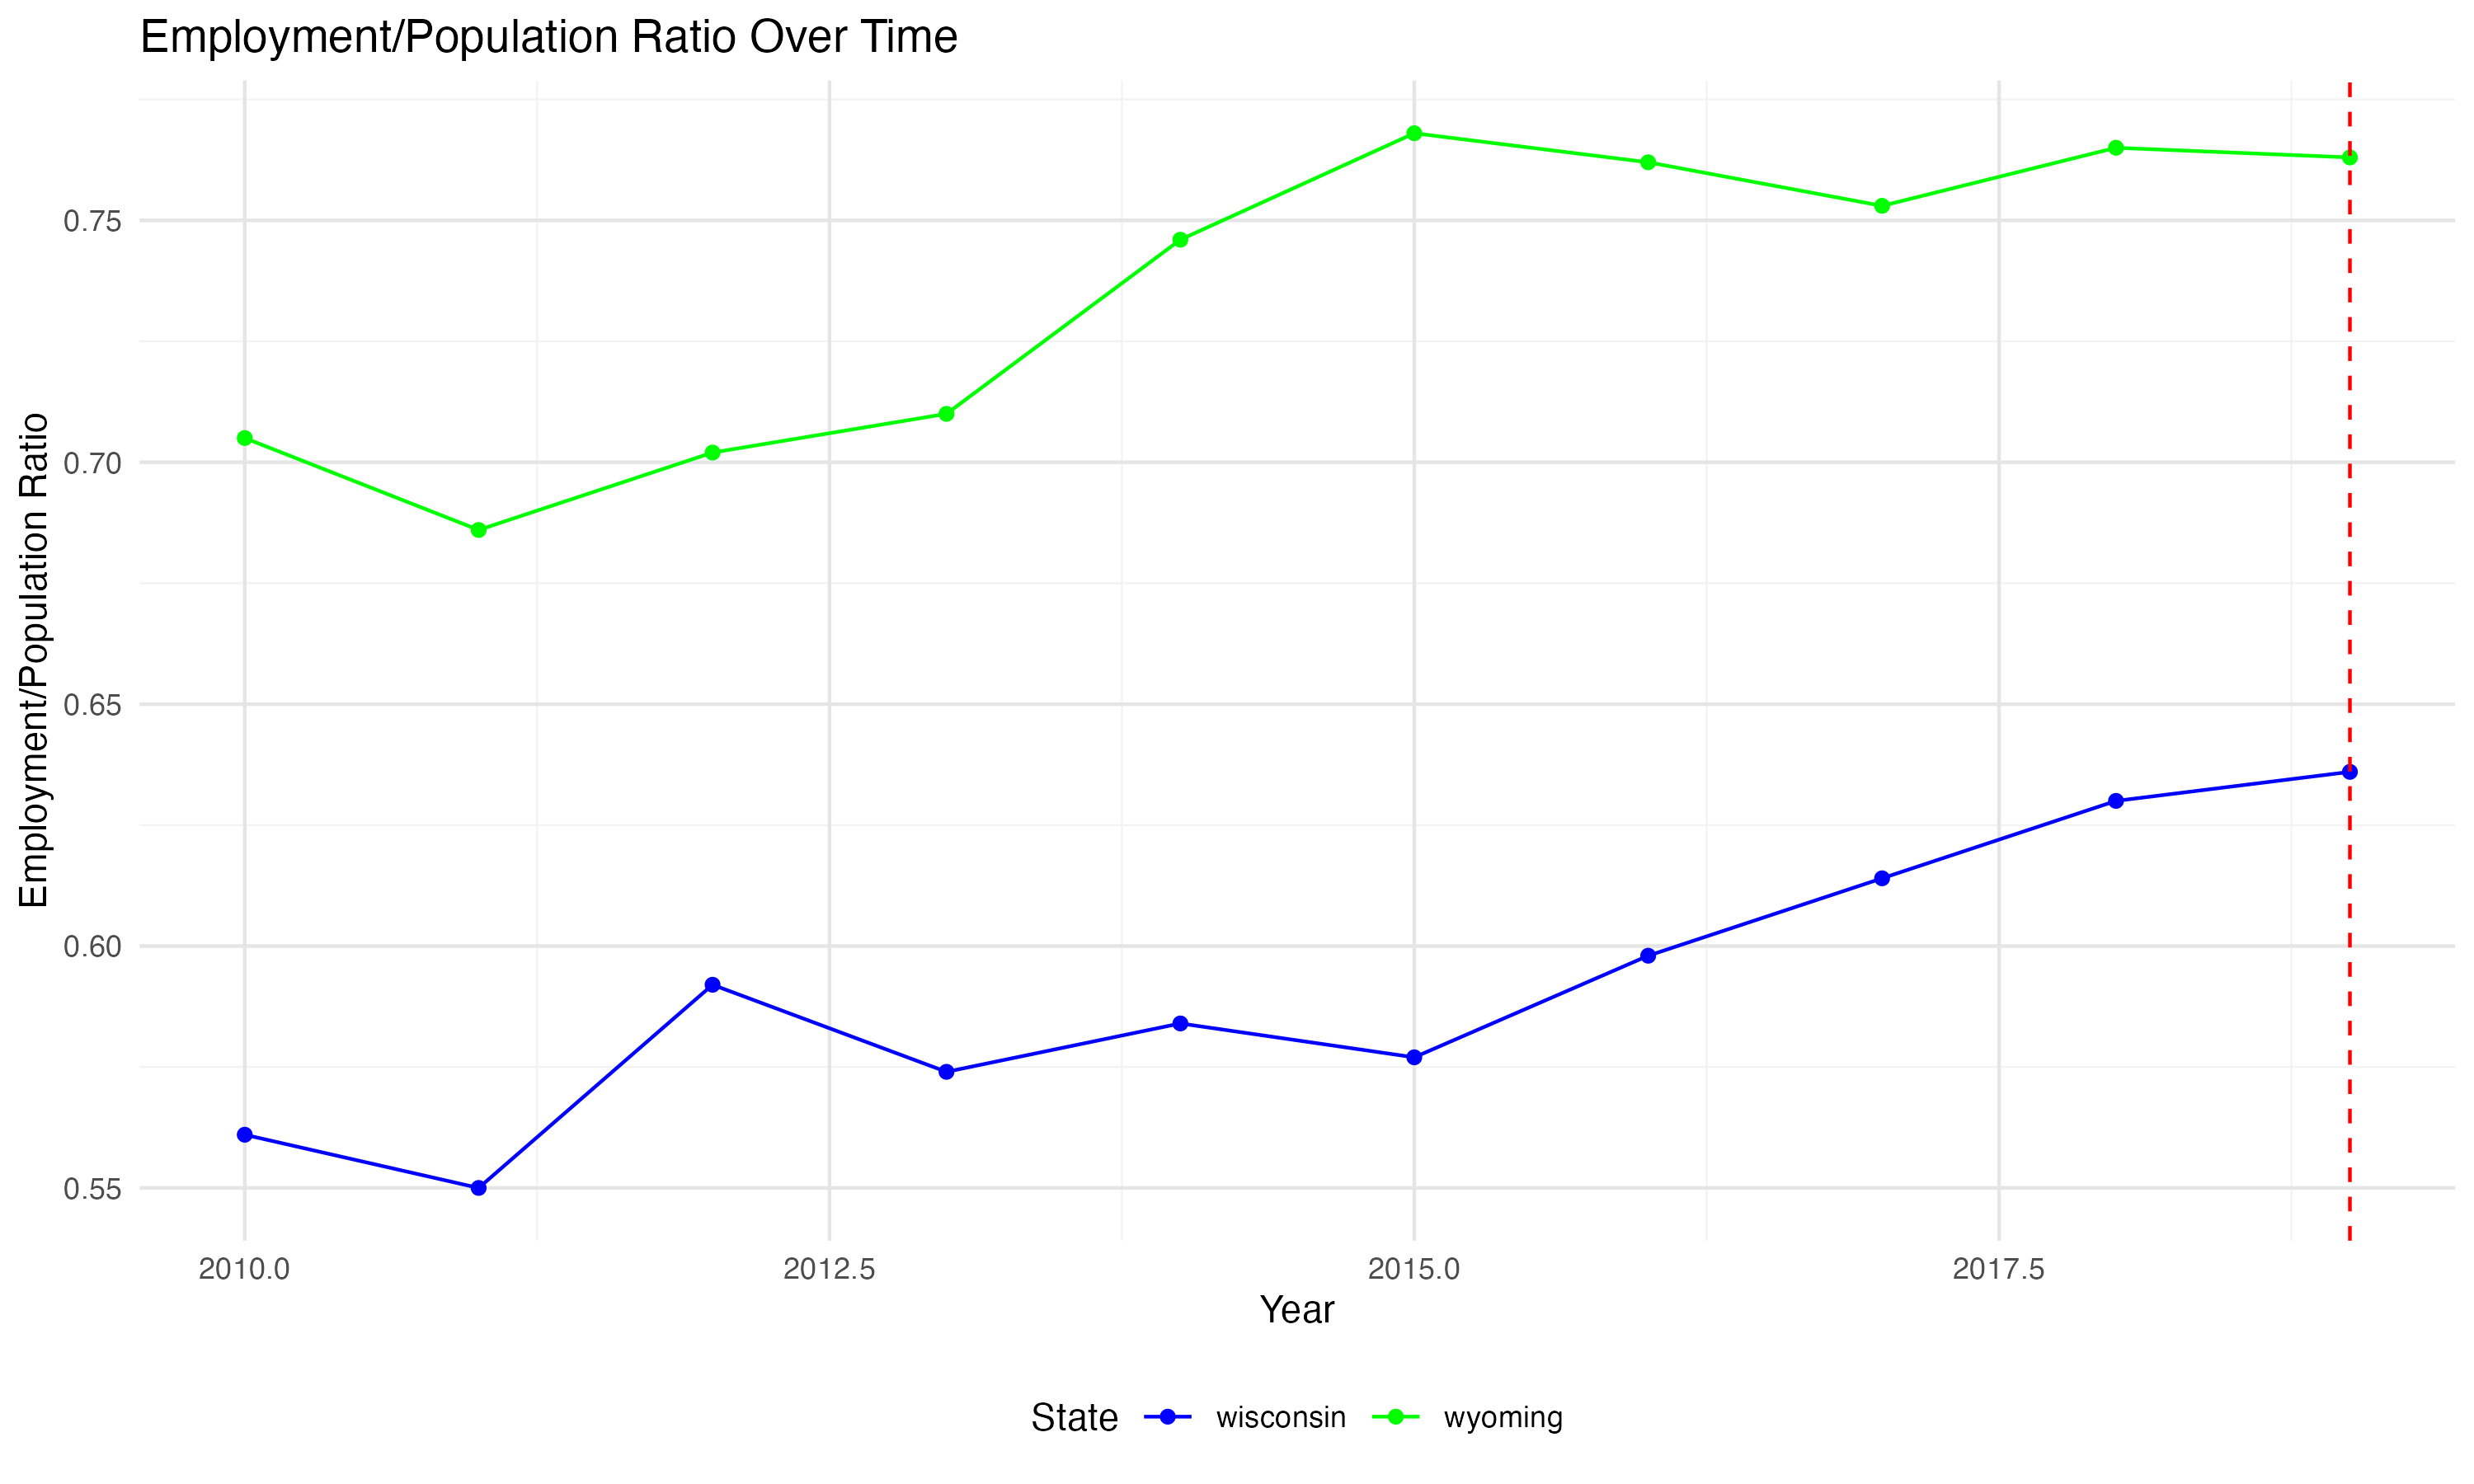 Employment/Population Ratio Over Time
Employment/Population Ratio
0.75
0.70
0.65
0.60
0.55
2010.0 2012.5 2015.0 2017.5
Year
State wisconsin wyoming